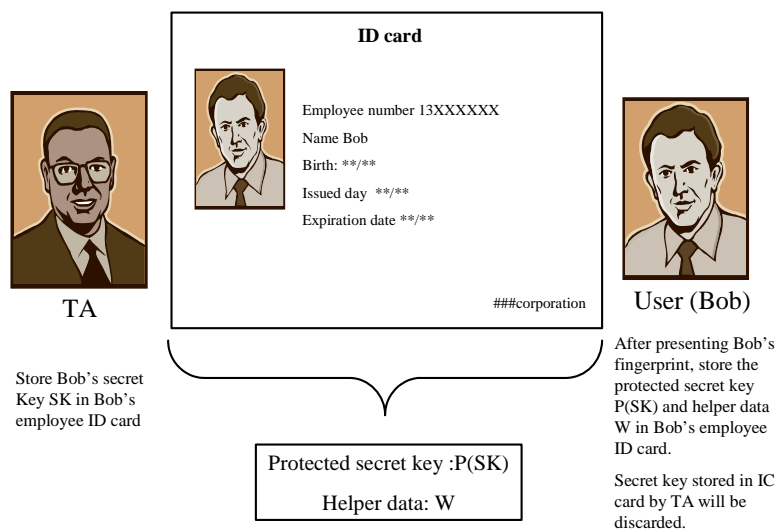 ID card
Employee number 13XXXXXX
Name Bob
Birth: **/**
Issued day  **/**
Expiration date **/**
###corporation
TA
User (Bob)
Store Bob's secret
Key SK in Bob's
employee ID card
After presenting Bob's
fingerprint, store the
protected secret key
P(SK) and helper data
W in Bob's employee
ID card.
Secret key stored in IC
card by TA will be
discarded.
Protected secret key :P(SK)
Helper data: W